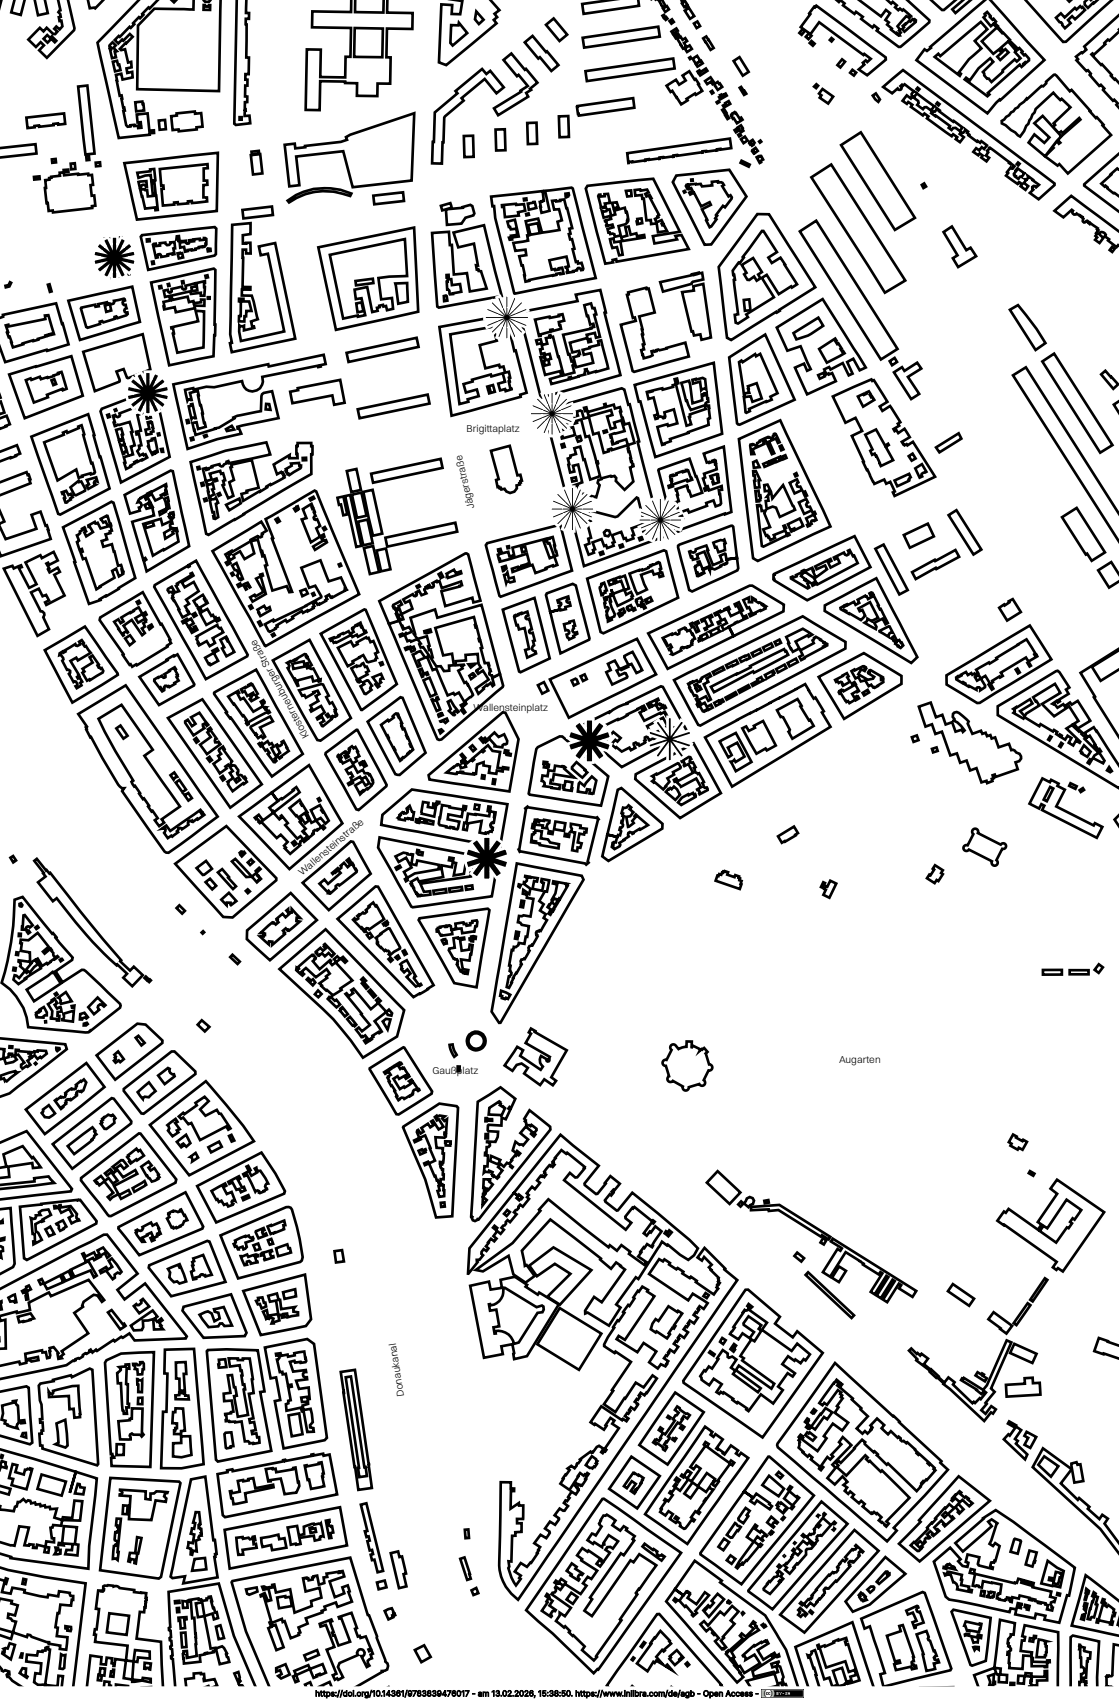 Brigittaplatz
Jägerstraße
Klosterneuburger Straße
Wallensteinplatz
Wallensteinstraße
Augarten
Gaußplatz
Donaukanal
https://doi.org/10.14361/9783839476017 - am 13.02.2026, 15:38:50. https://www.inlibra.com/de/agb - Open Access -